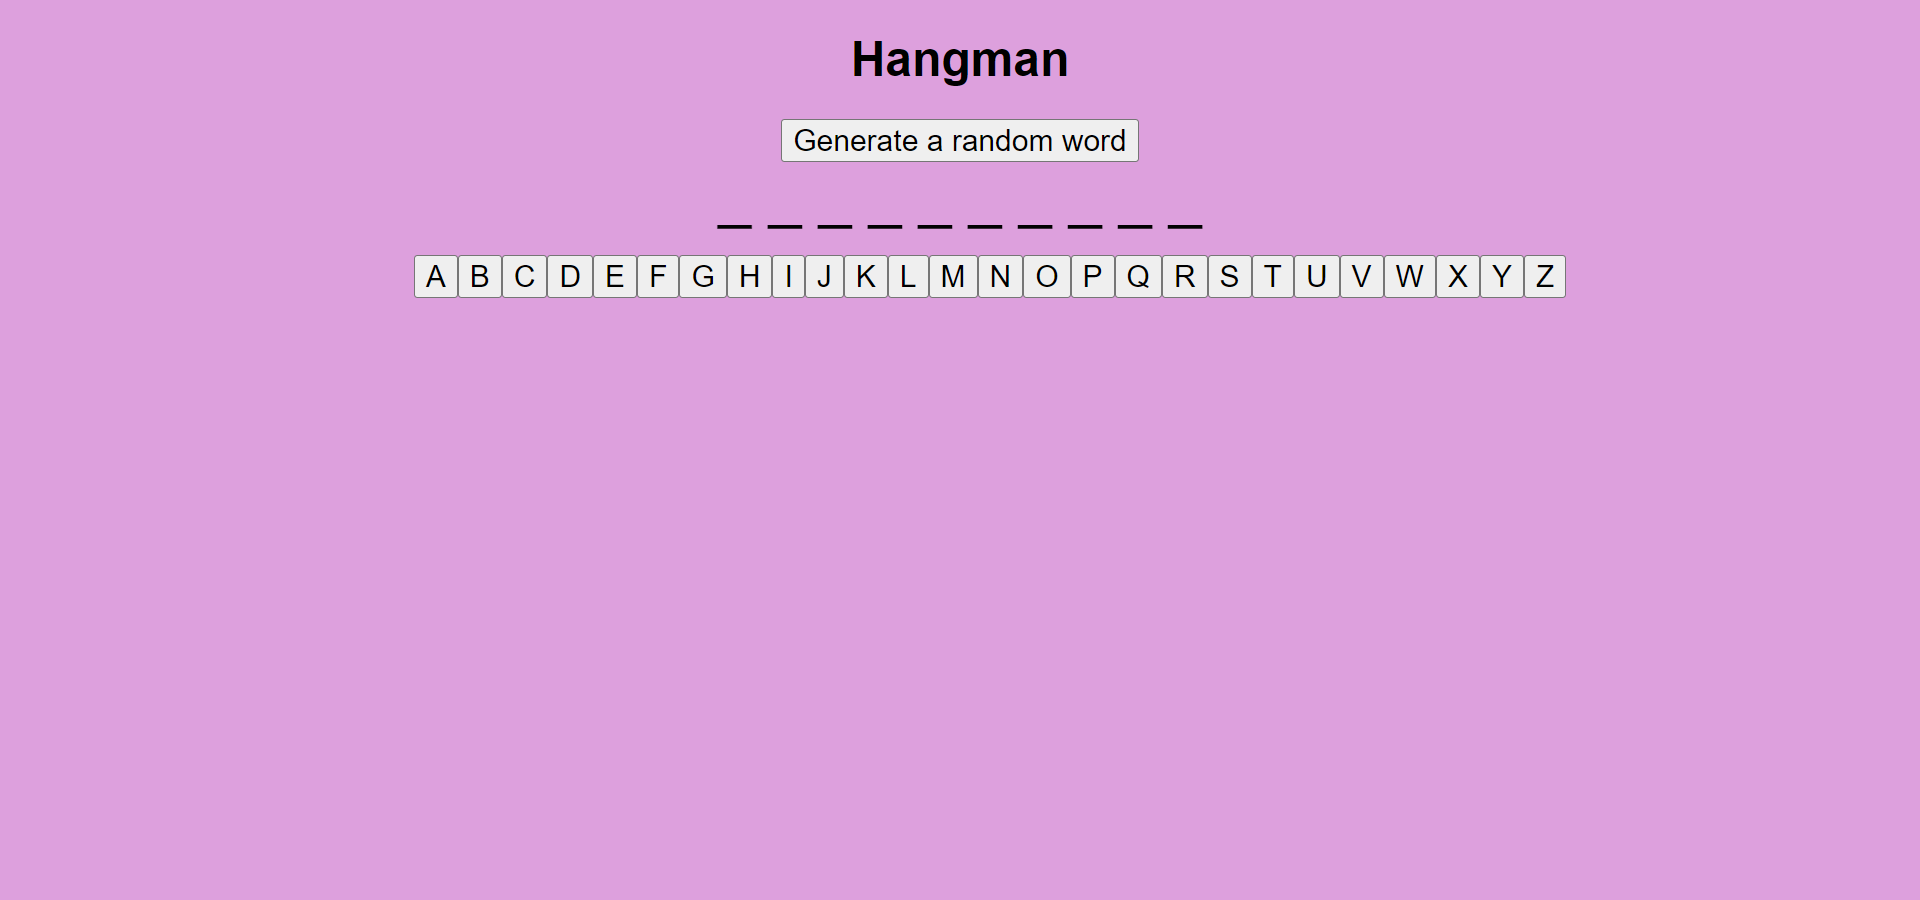 Hangman
Generate a random word
_ _ _ _ _ _ _ _ _ _
A B C D E F G H I J K L M N O P Q R S T U V W X Y Z